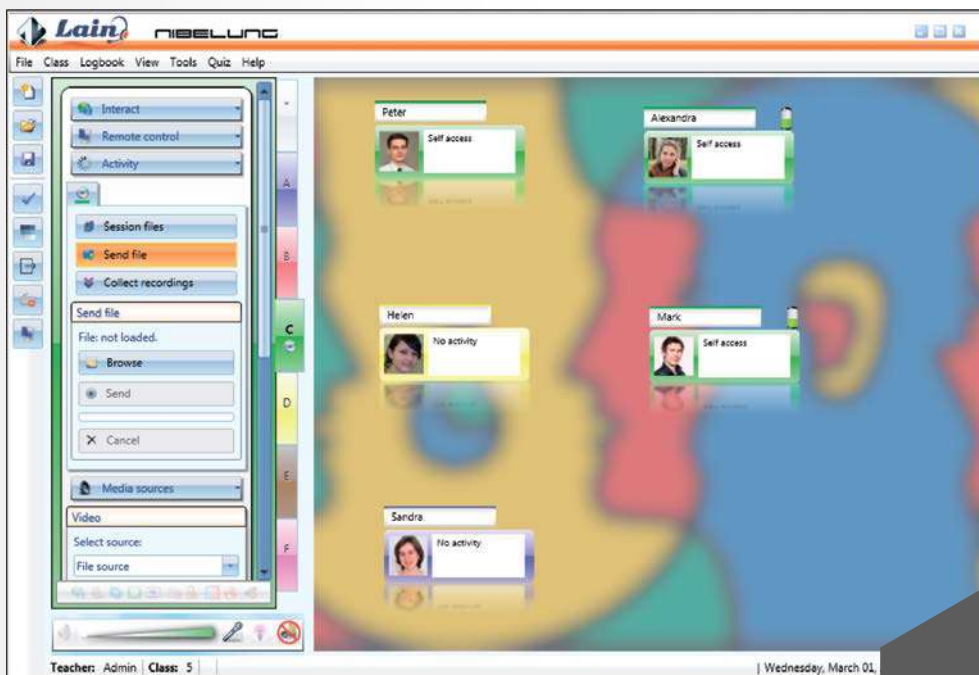 Lain NIBELUNG
File Class Logbook View Tools Quiz Help
Interact
Remote control
Activity
Session files
Send file
Collect recordings
Send file
File: not loaded.
Browse
Send
Cancel
Media sources
Video
Select source:
File source
A
B
C
D
E
F
Peter
Self access
Alexandra
Self access
Helen
No activity
Mark
Self access
Sandra
No activity
Teacher: Admin Class: 5
Wednesday, March 01,